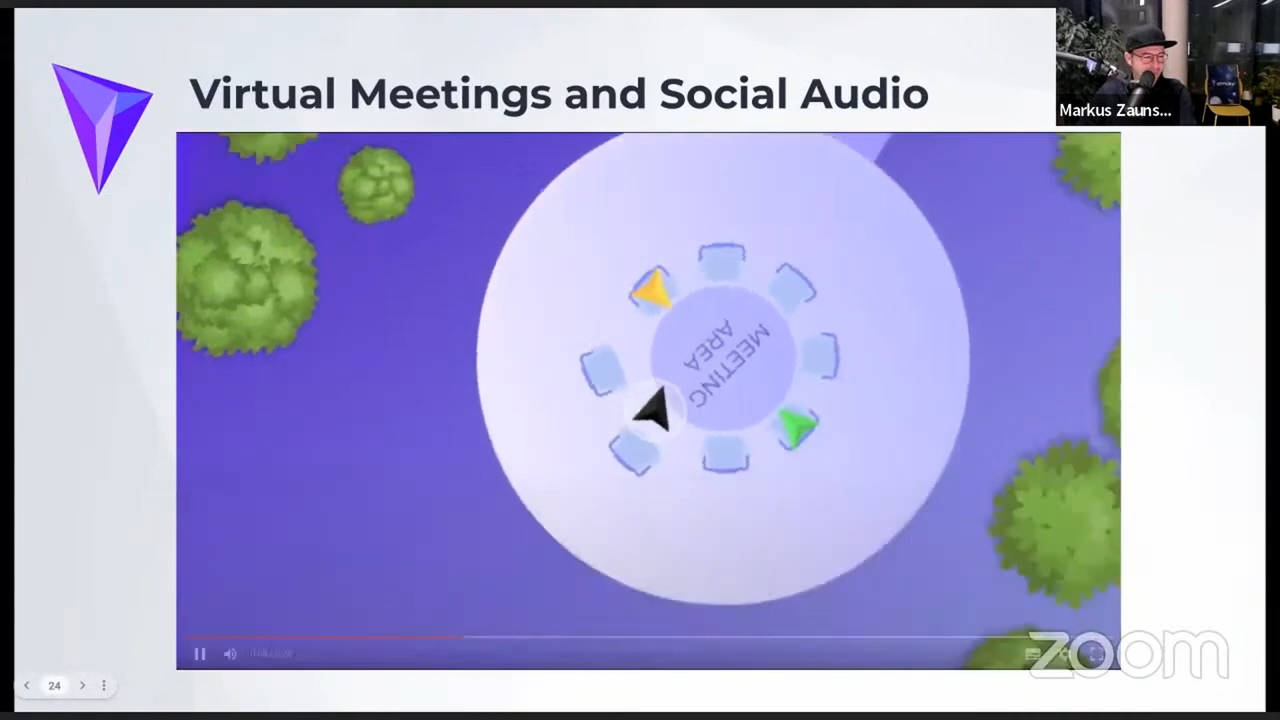 Virtual Meetings and Social Audio
Markus Zauns...
MEETING
AREA
24
zoom